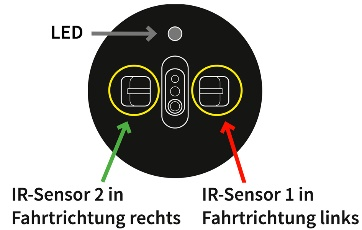 LED
IR-Sensor 2 in
Fahrtrichtung rechts
IR-Sensor 1 in
Fahrtrichtung links